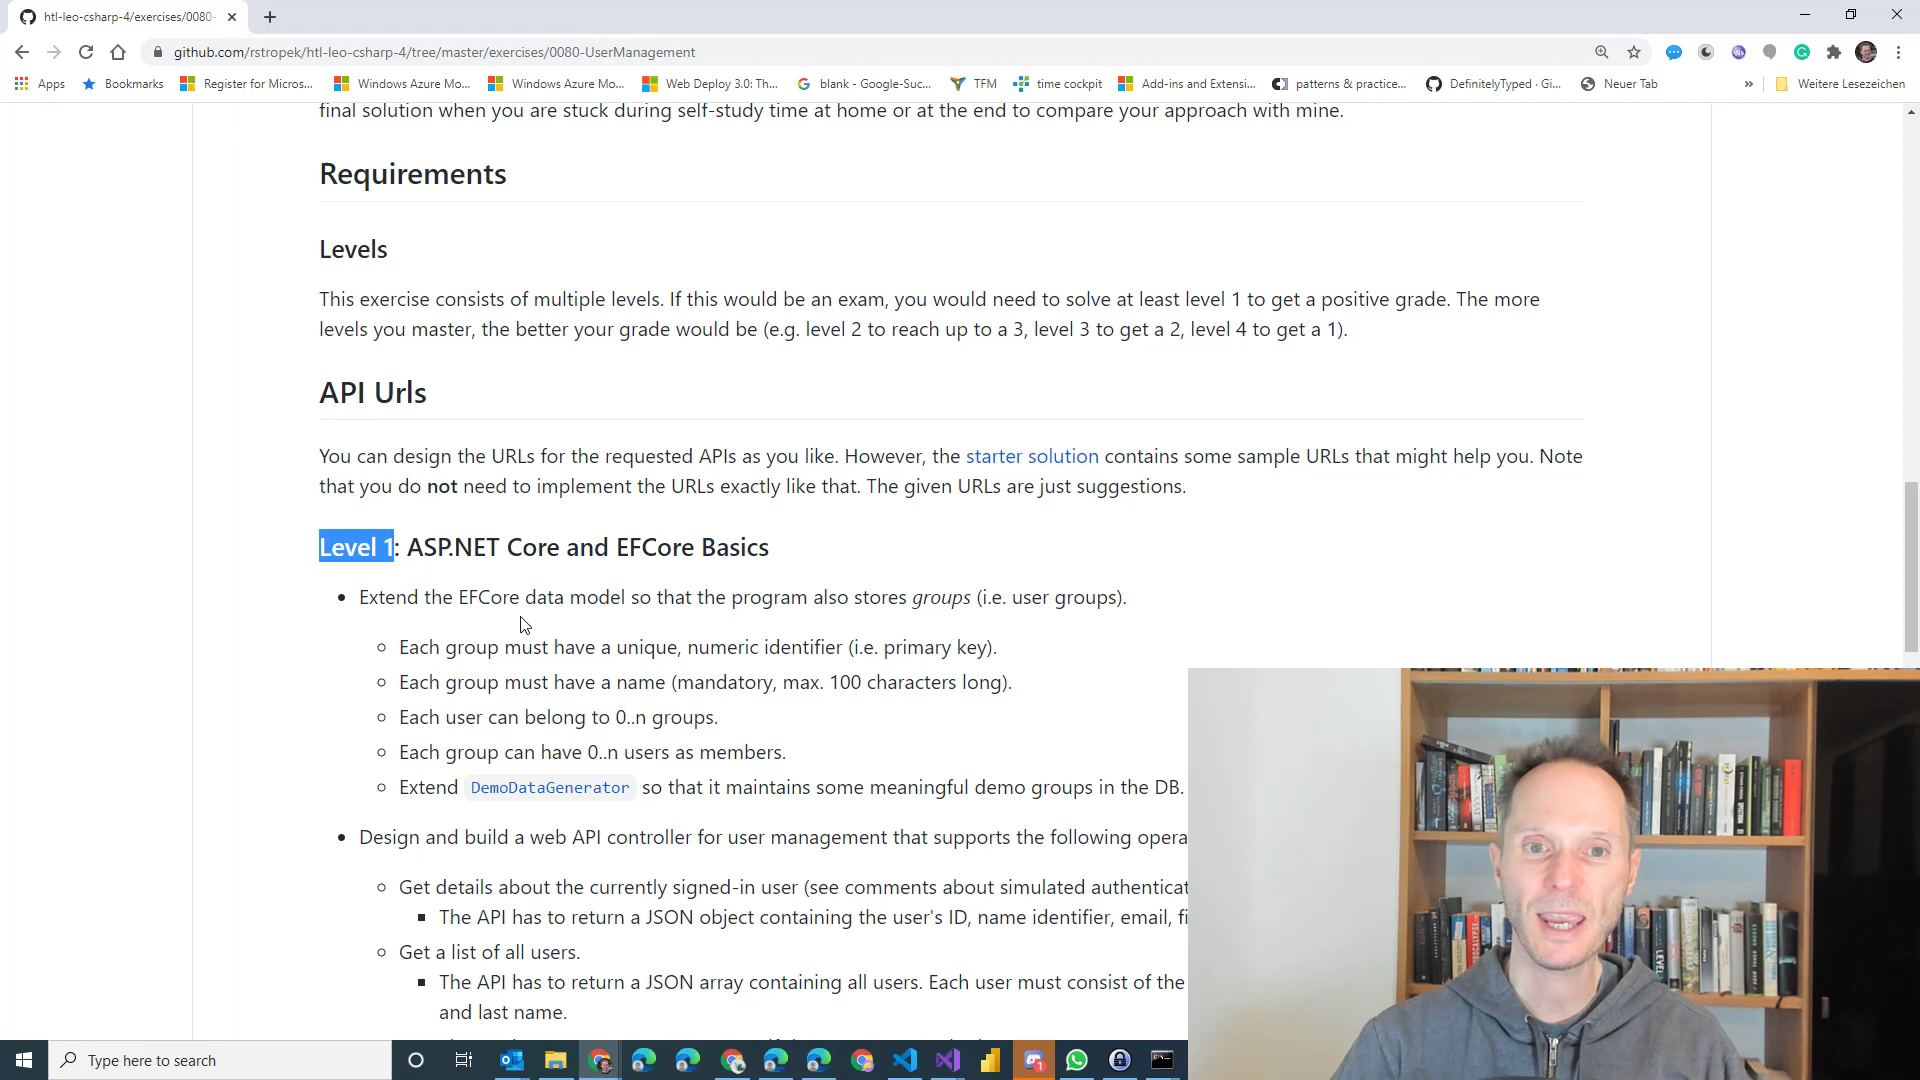 htl-leo-csharp-4/exercises/0080-
github.com/rstropek/htl-leo-csharp-4/tree/master/exercises/0080-UserManagement
Apps Bookmarks Register for Micros... Windows Azure Mo... Windows Azure Mo... Web Deploy 3.0: Th... blank - Google-Suc... TFM time cockpit Add-ins and Extensi... patterns & practice... DefinitelyTyped · Gi... Neuer Tab » Weitere Lesezeichen
final solution when you are stuck during self-study time at home or at the end to compare your approach with mine.
Requirements
Levels
This exercise consists of multiple levels. If this would be an exam, you would need to solve at least level 1 to get a positive grade. The more
levels you master, the better your grade would be (e.g. level 2 to reach up to a 3, level 3 to get a 2, level 4 to get a 1).
API Urls
You can design the URLs for the requested APIs as you like. However, the starter solution contains some sample URLs that might help you. Note
that you do not need to implement the URLs exactly like that. The given URLs are just suggestions.
Level 1: ASP.NET Core and EFCore Basics
Extend the EFCore data model so that the program also stores groups (i.e. user groups).
Each group must have a unique, numeric identifier (i.e. primary key).
Each group must have a name (mandatory, max. 100 characters long).
Each user can belong to 0..n groups.
Each group can have 0..n users as members.
Extend DemoDataGenerator so that it maintains some meaningful demo groups in the DB.
Design and build a web API controller for user management that supports the following opera
Get details about the currently signed-in user (see comments about simulated authenticat
The API has to return a JSON object containing the user's ID, name identifier, email, fi
Get a list of all users.
The API has to return a JSON array containing all users. Each user must consist of the
and last name.
Type here to search